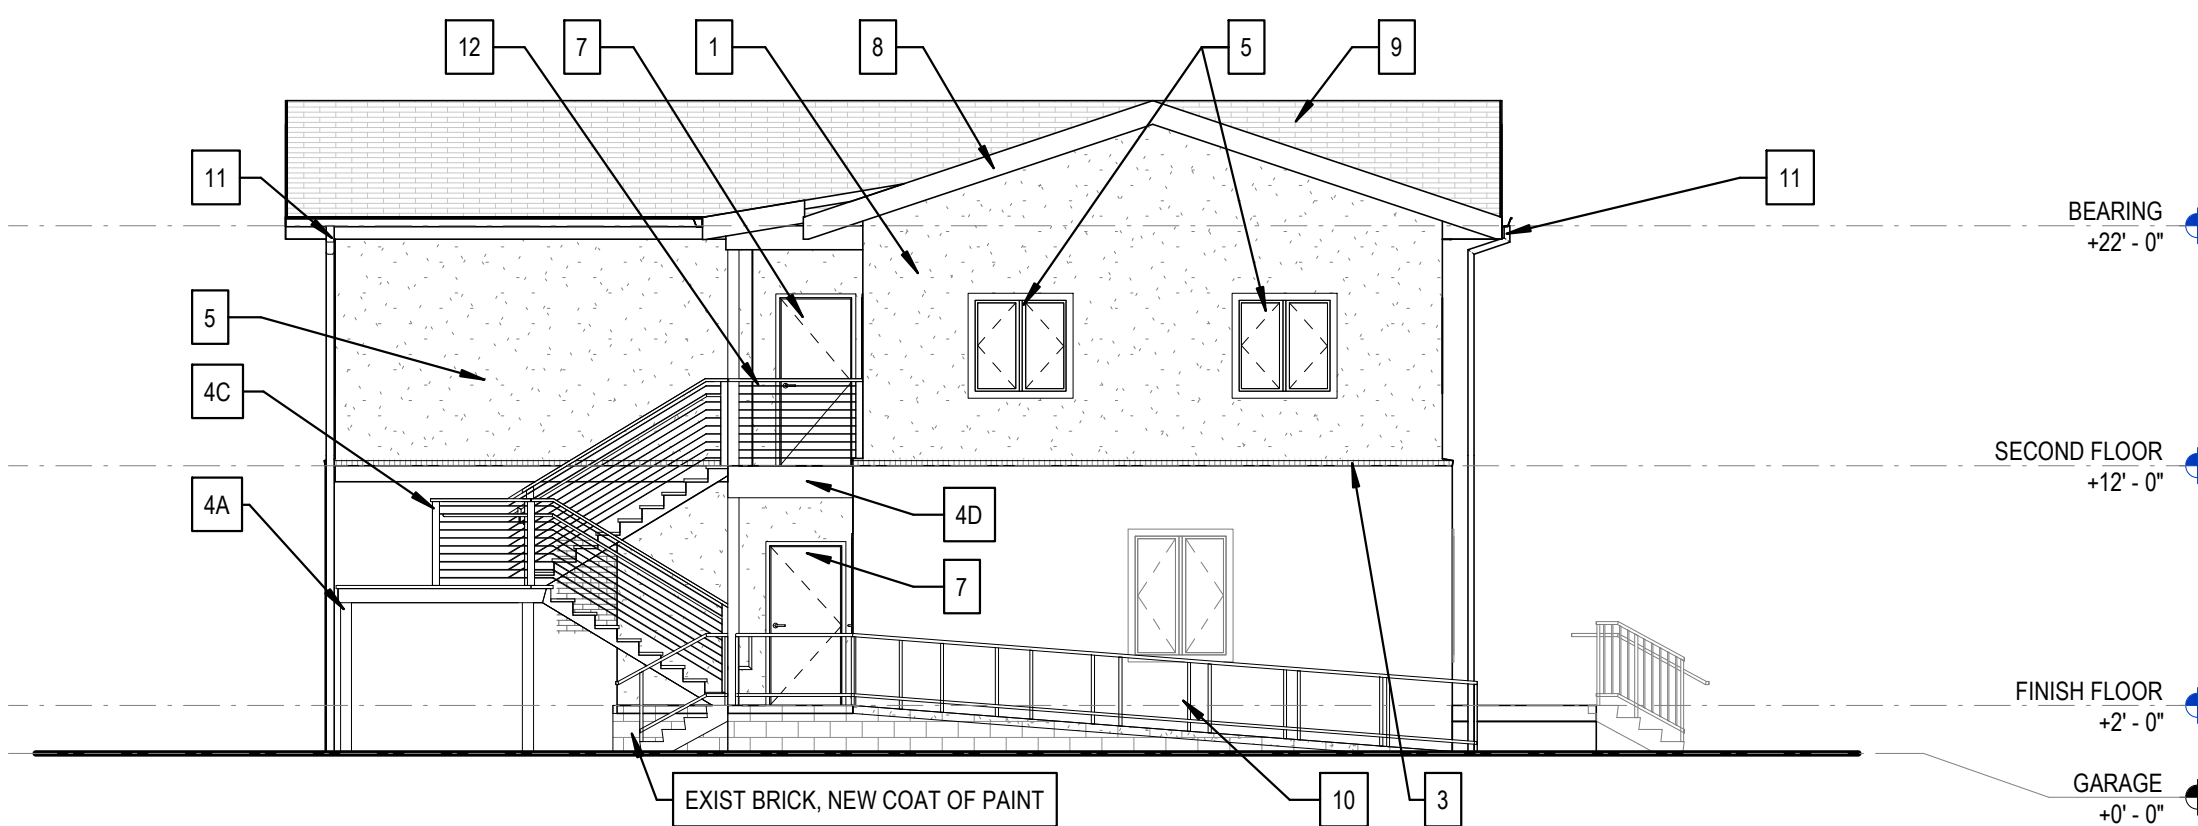 12
7
1
8
5
9
11
11
BEARING
+22' - 0"
5
4C
SECOND FLOOR
+12' - 0"
4A
4D
7
FINISH FLOOR
+2' - 0"
EXIST BRICK, NEW COAT OF PAINT
10
3
GARAGE
+0' - 0"